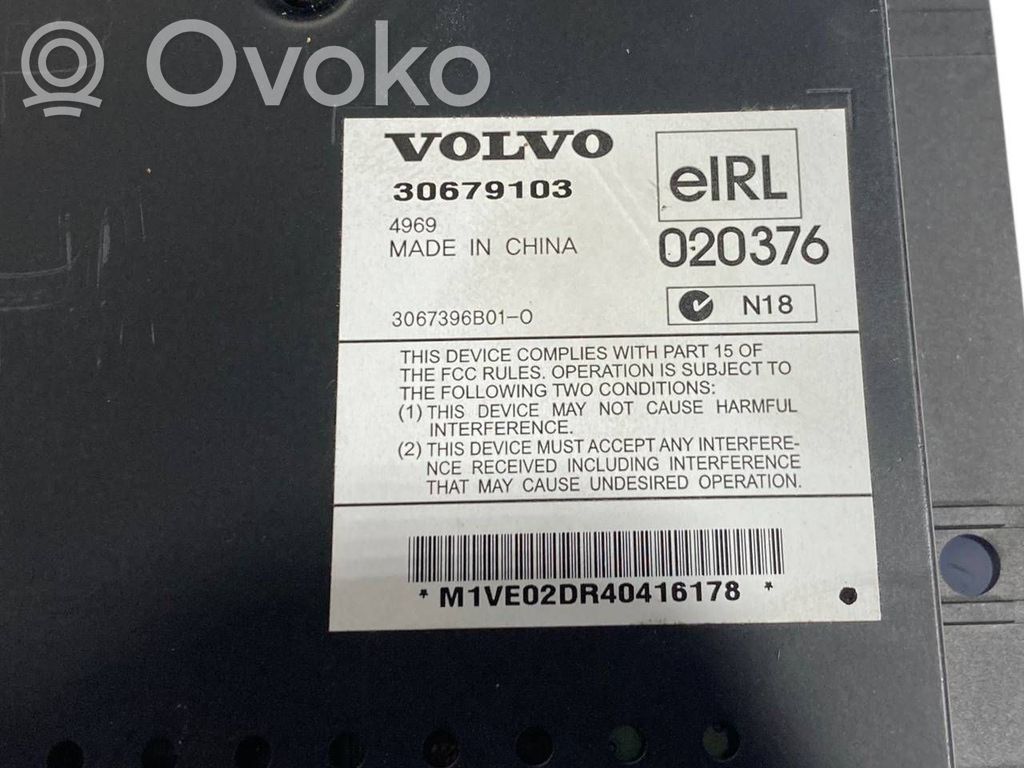 Ovoko
VOLVO
30679103
4969
MADE IN CHINA
3067396B01-0
eIRL
020376
N18
THIS DEVICE COMPLIES WITH PART 15 OF
THE FCC RULES. OPERATION IS SUBJECT TO
THE FOLLOWING TWO CONDITIONS:
(1) THIS DEVICE MAY NOT CAUSE HARMFUL
INTERFERENCE.
(2) THIS DEVICE MUST ACCEPT ANY INTERFERE-
NCE RECEIVED INCLUDING INTERFERENCE
THAT MAY CAUSE UNDESIRED OPERATION.
* M1VE02DR40416178 *